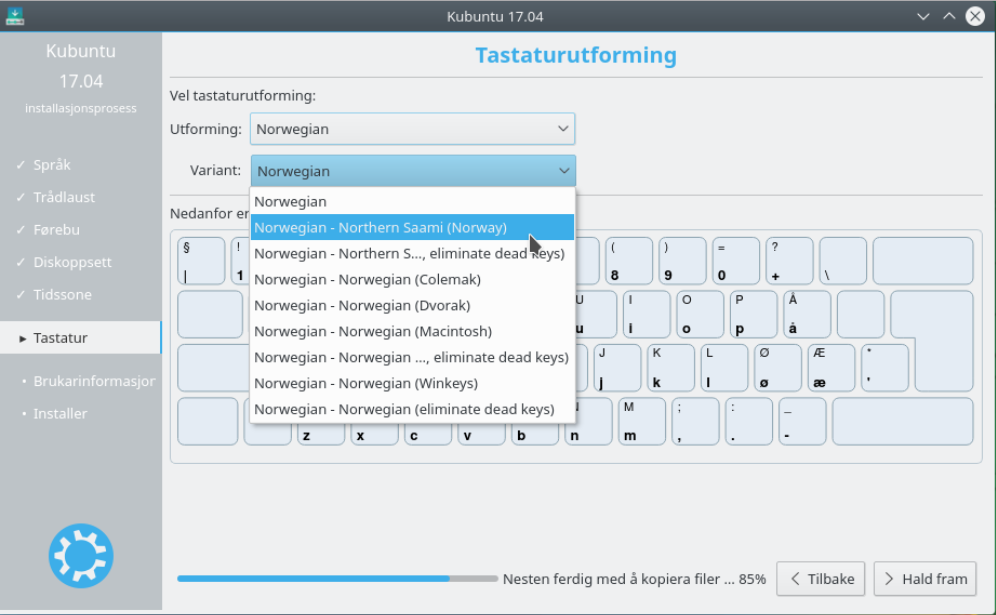 Kubuntu 17.04
Kubuntu
17.04
installasjonsprosess
✓ Språk
✓ Trådlaust
✓ Førebu
✓ Diskoppsett
✓ Tidssone
▸ Tastatur
• Brukarinformasjor
• Installer
Tastaturutforming
Vel tastaturutforming:
Utforming: Norwegian
Variant: Norwegian
Norwegian
Norwegian - Northern Saami (Norway)
Norwegian - Northern S..., eliminate dead keys)
Norwegian - Norwegian (Colemak)
Norwegian - Norwegian (Dvorak)
Norwegian - Norwegian (Macintosh)
Norwegian - Norwegian ..., eliminate dead keys)
Norwegian - Norwegian (Winkeys)
Norwegian - Norwegian (eliminate dead keys)
Nedanfor er
§ ! ( ) = ?
| 1 8 9 0 + \
U I O P Å
u i o p å
J K L Ø Æ *
j k l ø æ '
N M ; : _
z x c v b n m , . -
Nesten ferdig med å kopiera filer ... 85%
Tilbake
Hald fram